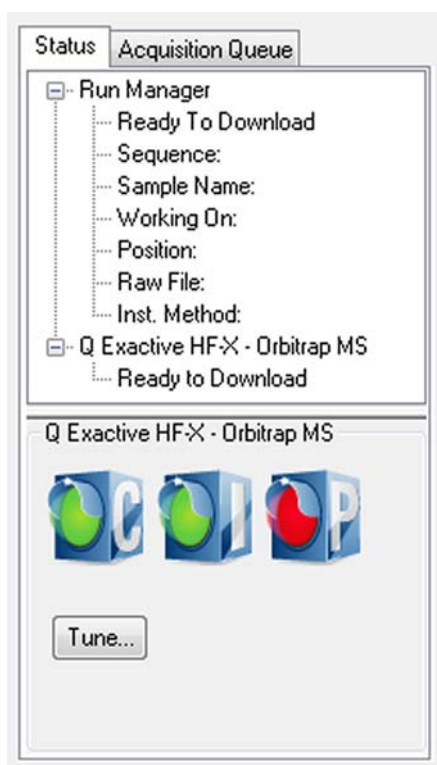 Status Acquisition Queue
Run Manager
Ready To Download
Sequence:
Sample Name:
Working On:
Position:
Raw File:
Inst. Method:
Q Exactive HF-X - Orbitrap MS
Ready to Download
Q Exactive HF-X - Orbitrap MS
C I P
Tune...